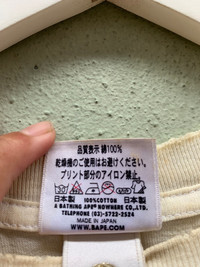 品質表示 綿100%
乾燥機のご使用はお避けください。
プリント部分のアイロン禁止。
日本製 100%COTTON 日本製
A BATHING APE® NOWHERE CO.,LTD.
TELEPHONE (03)-5722-2524
MADE IN JAPAN
WWW.BAPE.COM